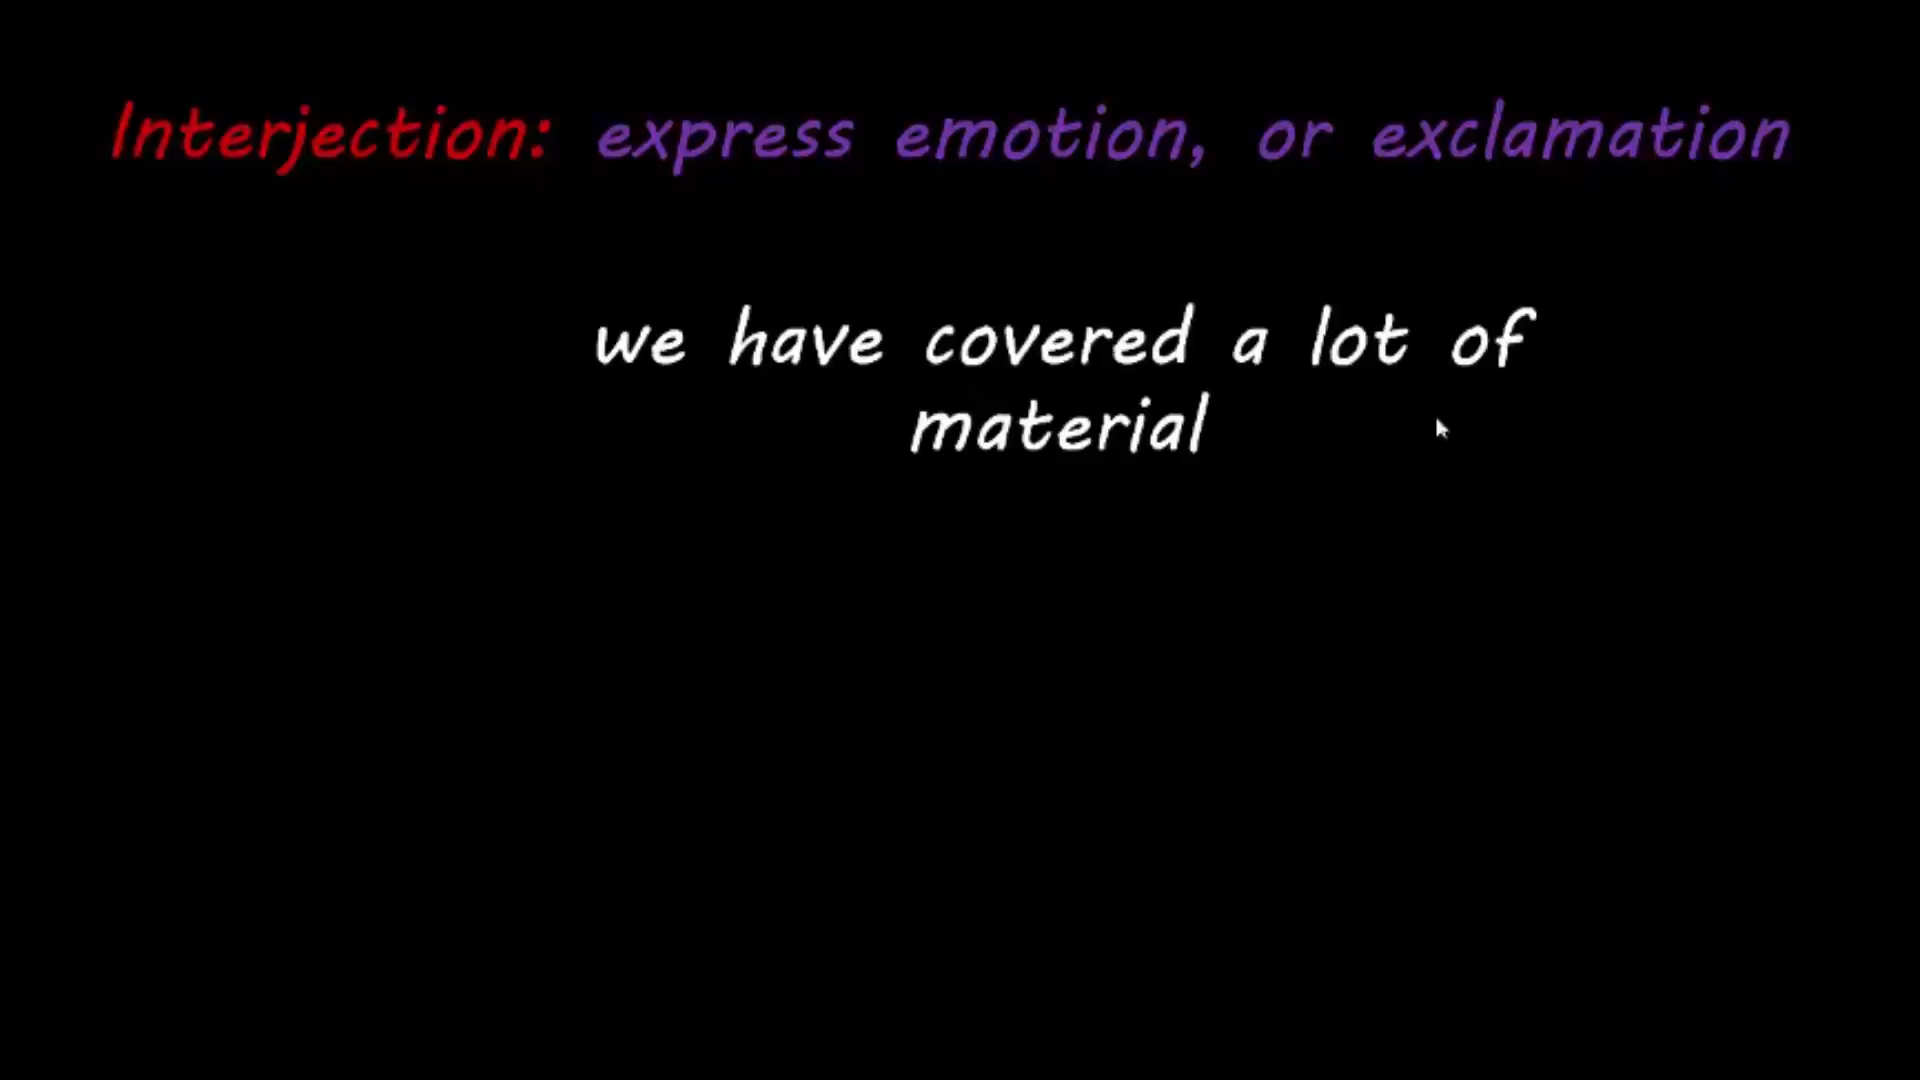 Interjection: express emotion, or exclamation
we have covered a lot of
material